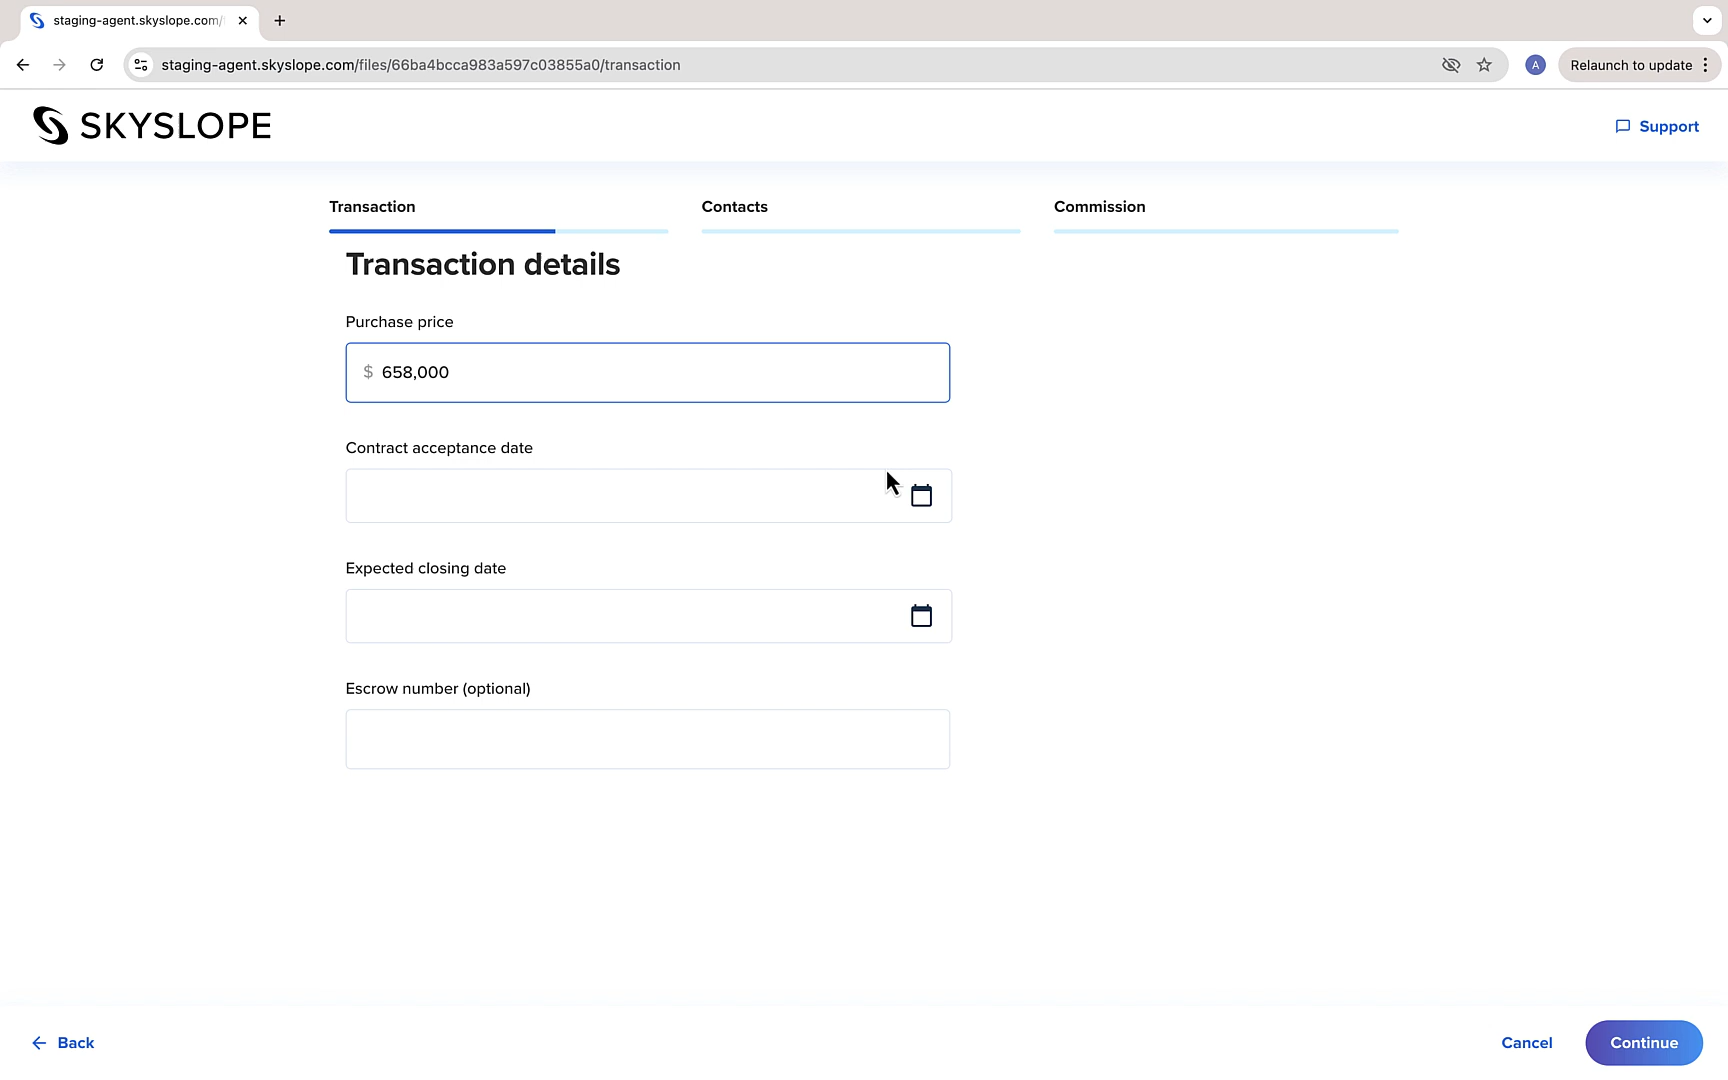 staging-agent.skyslope.com/
staging-agent.skyslope.com/files/66ba4bcca983a597c03855a0/transaction
A
Relaunch to update
SKYSLOPE
Support
Transaction
Contacts
Commission
Transaction details
Purchase price
$ 658,000
Contract acceptance date
Expected closing date
Escrow number (optional)
Back
Cancel
Continue